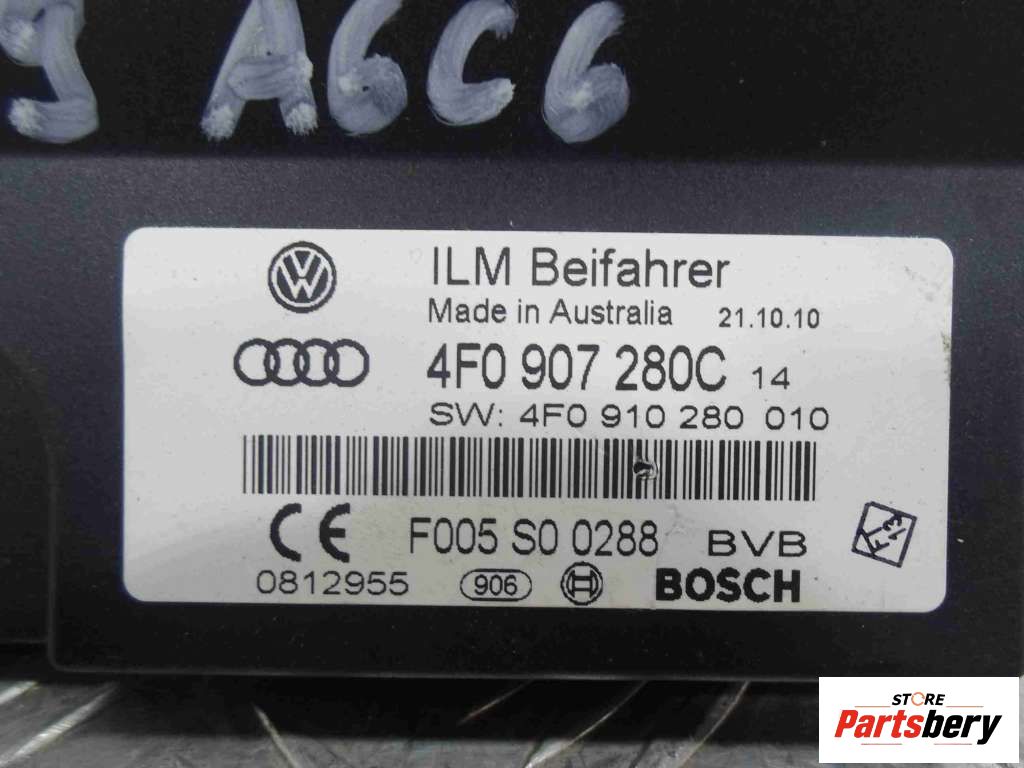 A6C6
ILM Beifahrer
Made in Australia 21.10.10
4F0 907 280C 14
SW: 4F0 910 280 010
CE F005 S0 0288 BVB
0812955 906 BOSCH
STORE
Partsbery